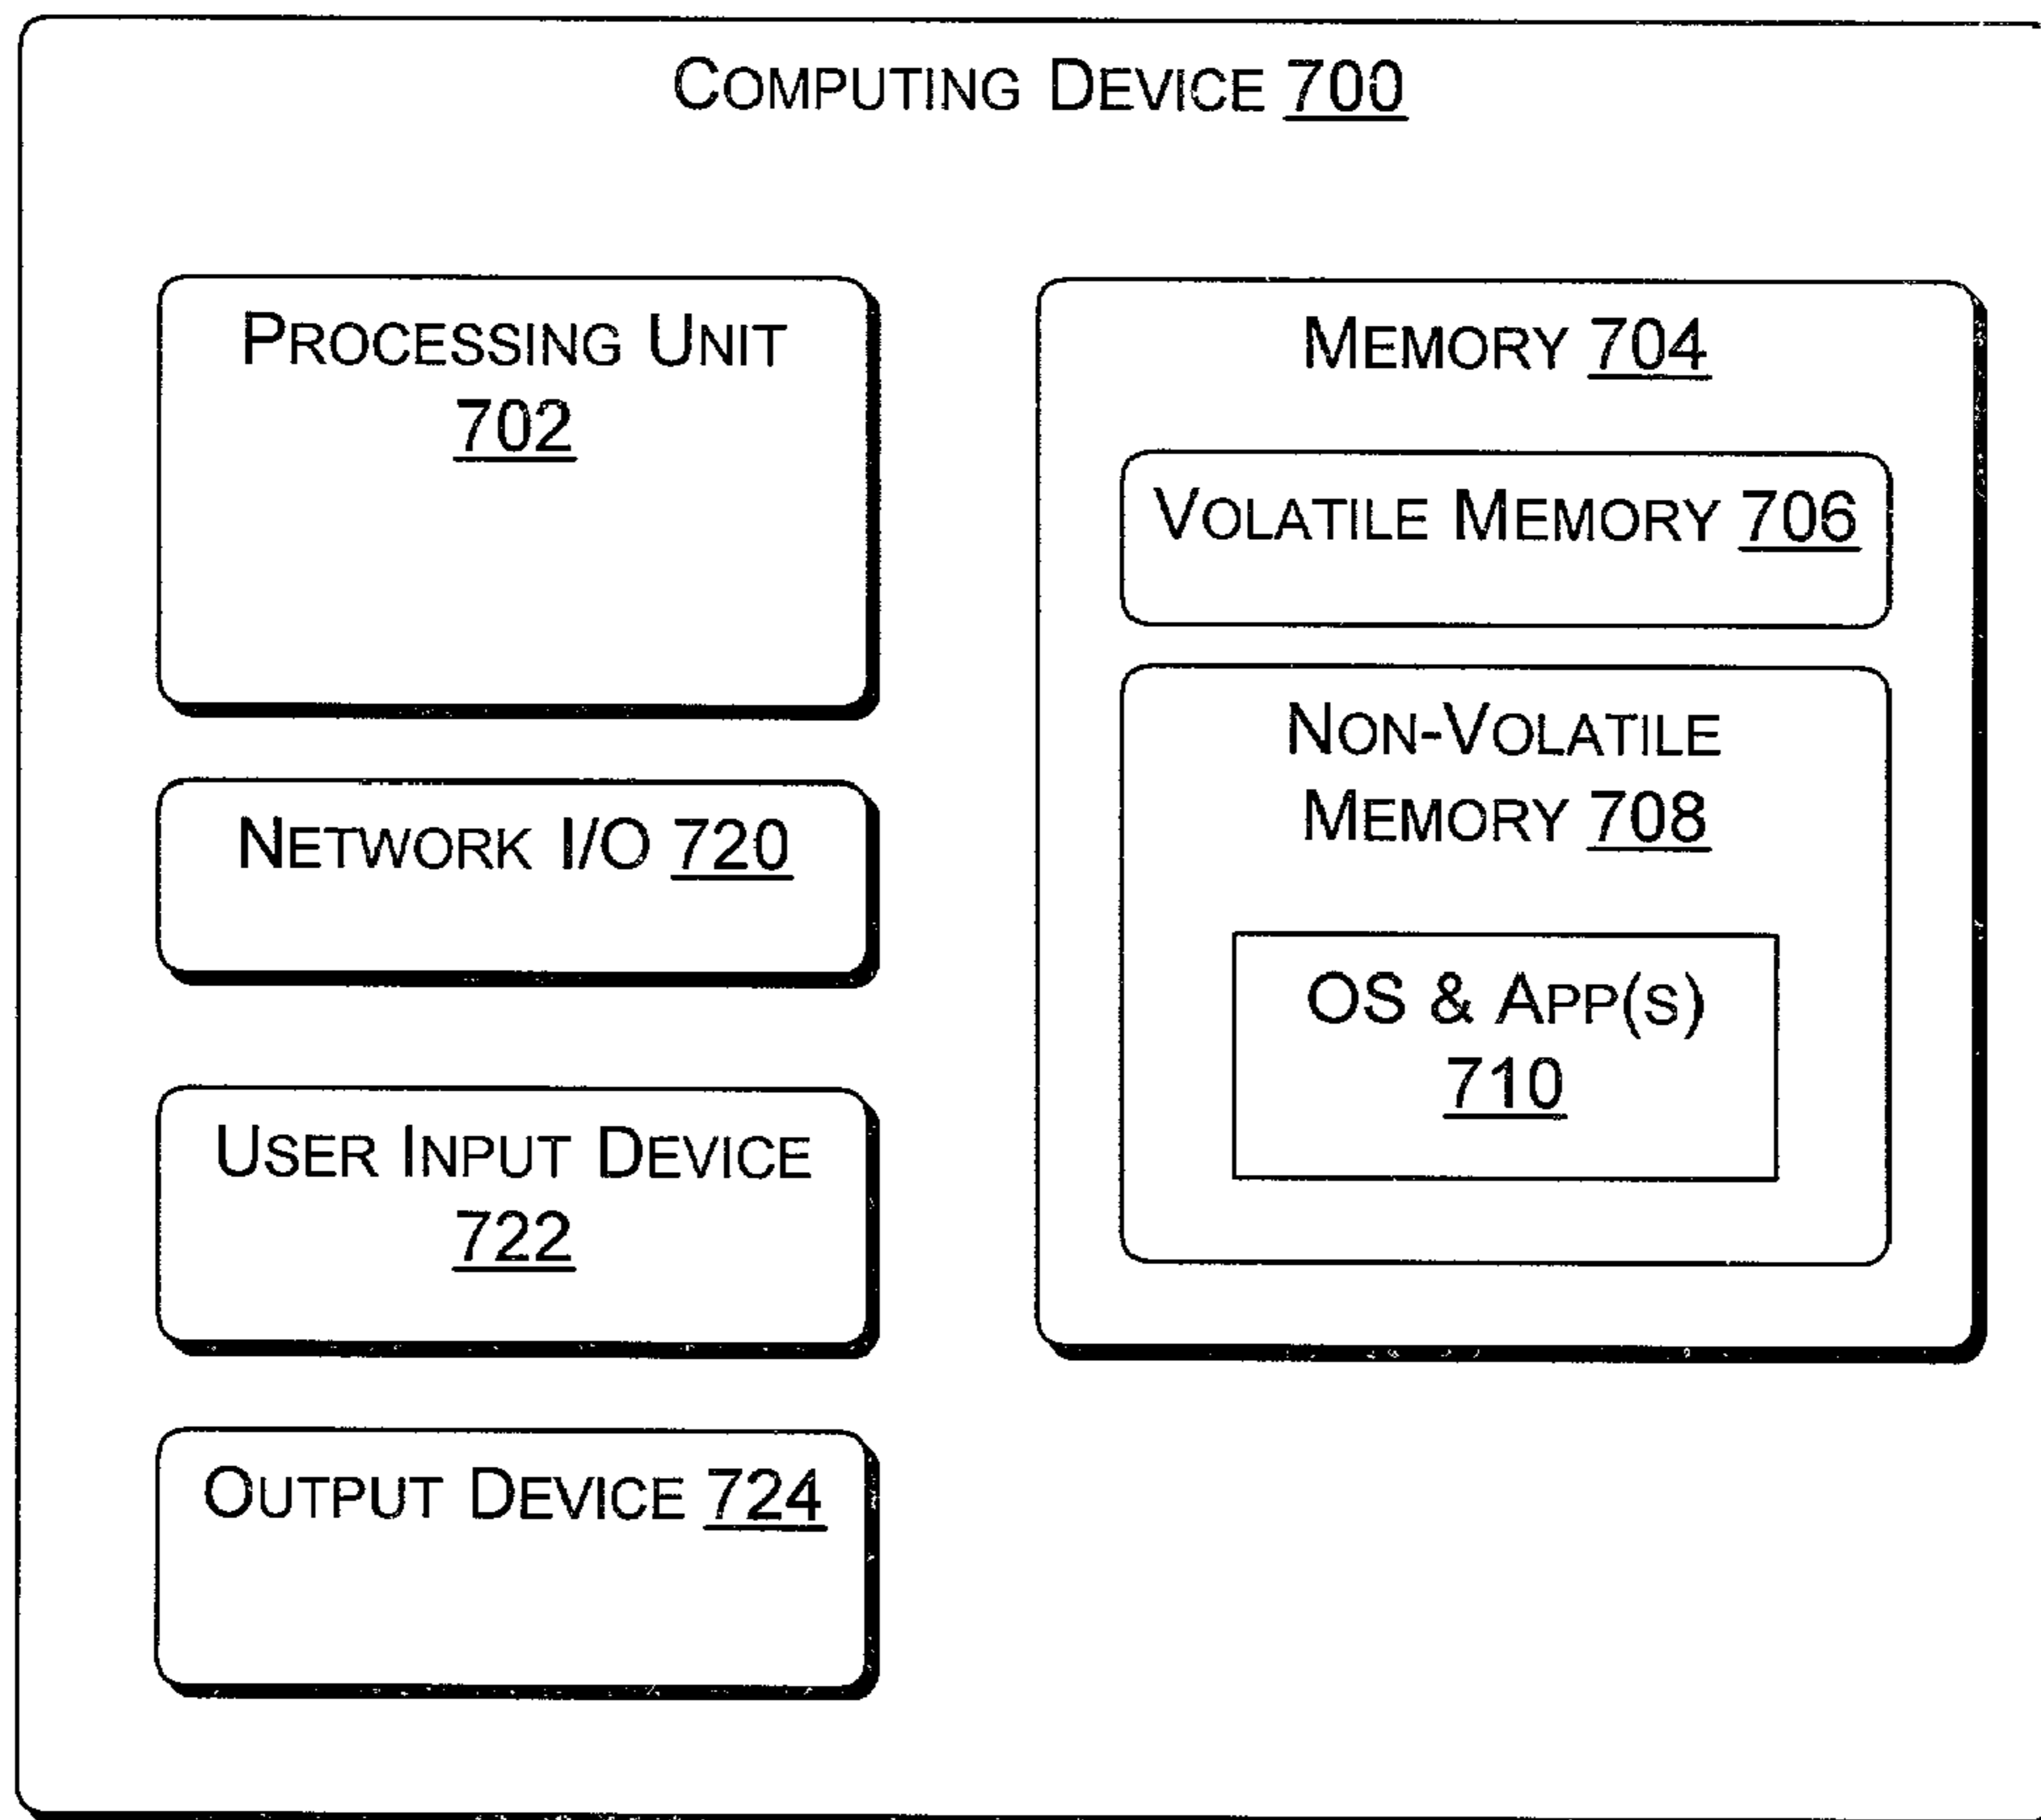 COMPUTING DEVICE 700
PROCESSING UNIT
702
NETWORK I/O 720
USER INPUT DEVICE
722
OUTPUT DEVICE 724
MEMORY 704
VOLATILE MEMORY 706
NON-VOLATILE
MEMORY 708
OS & APP(S)
710